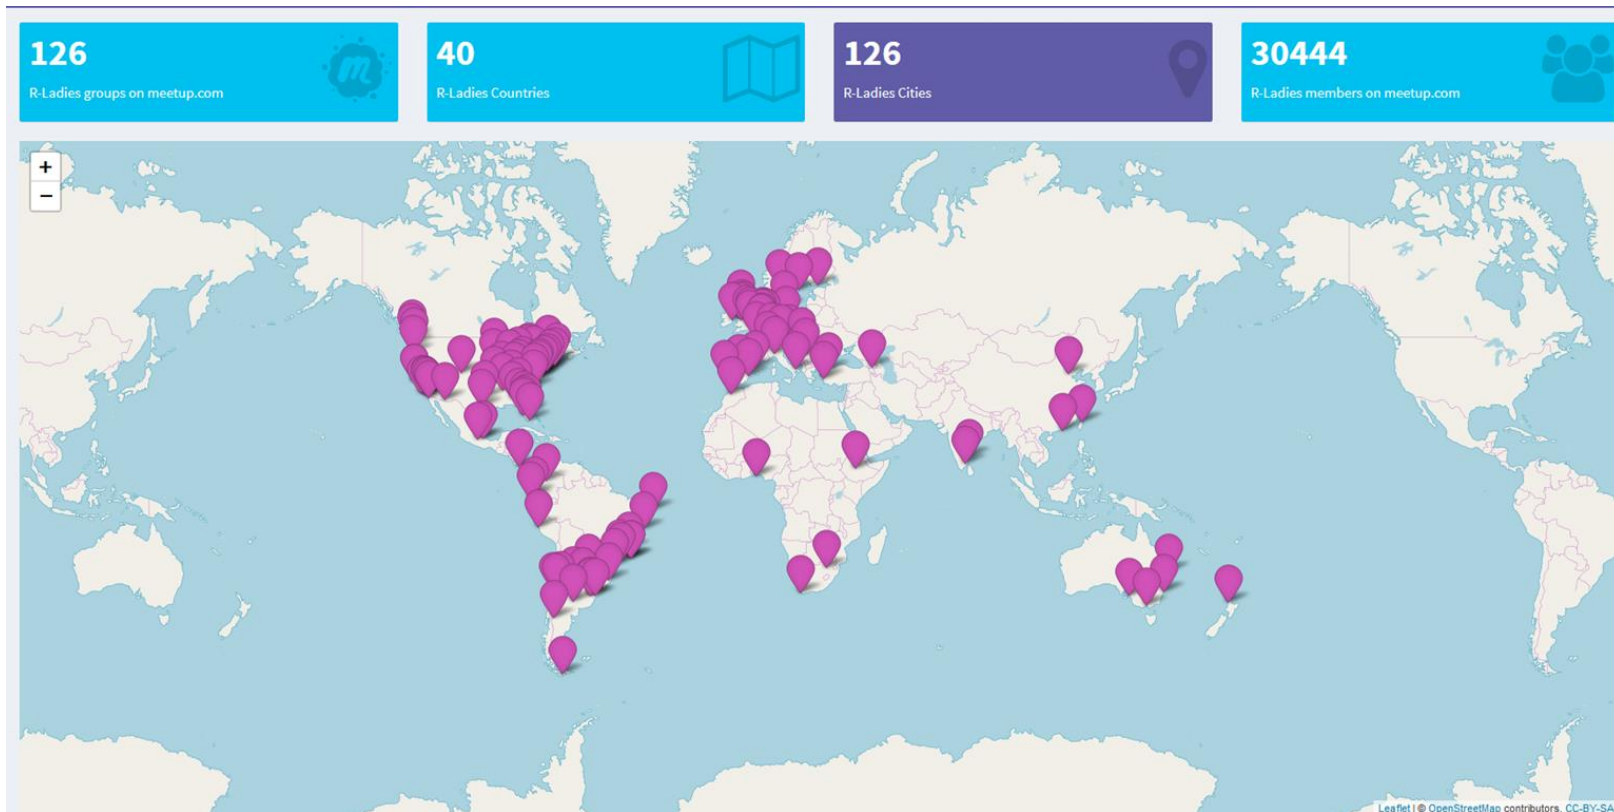 126
R-Ladies groups on meetup.com
40
R-Ladies Countries
126
R-Ladies Cities
30444
R-Ladies members on meetup.com
+
−
Leaflet | © OpenStreetMap contributors, CC-BY-SA